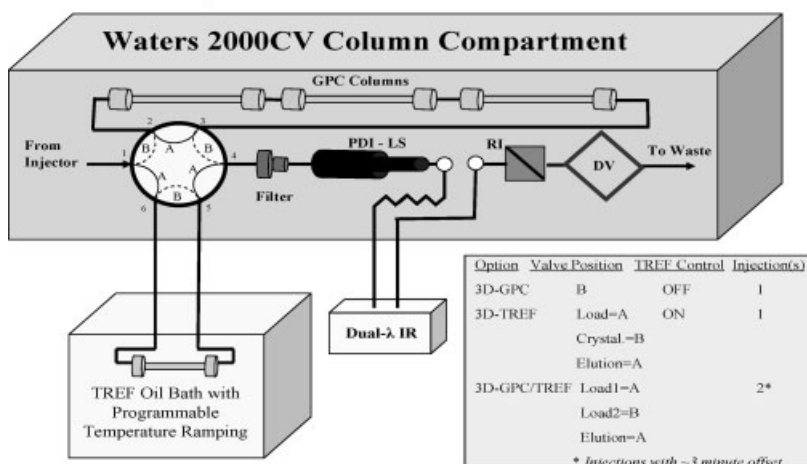 Waters 2000CV Column Compartment
GPC Columns
2
3
From
Injector
1
B
A
B
4
A
A
B
6
5
Filter
PDI - LS
RI
DV
To Waste
Dual-λ IR
TREF Oil Bath with
Programmable
Temperature Ramping
Option Valve Position TREF Control Injection(s)
3D-GPC B OFF 1
3D-TREF Load=A ON 1
Crystal.=B
Elution=A
3D-GPC/TREF Load1=A 2*
Load2=B
Elution=A
* Injections with ~3 minute offset